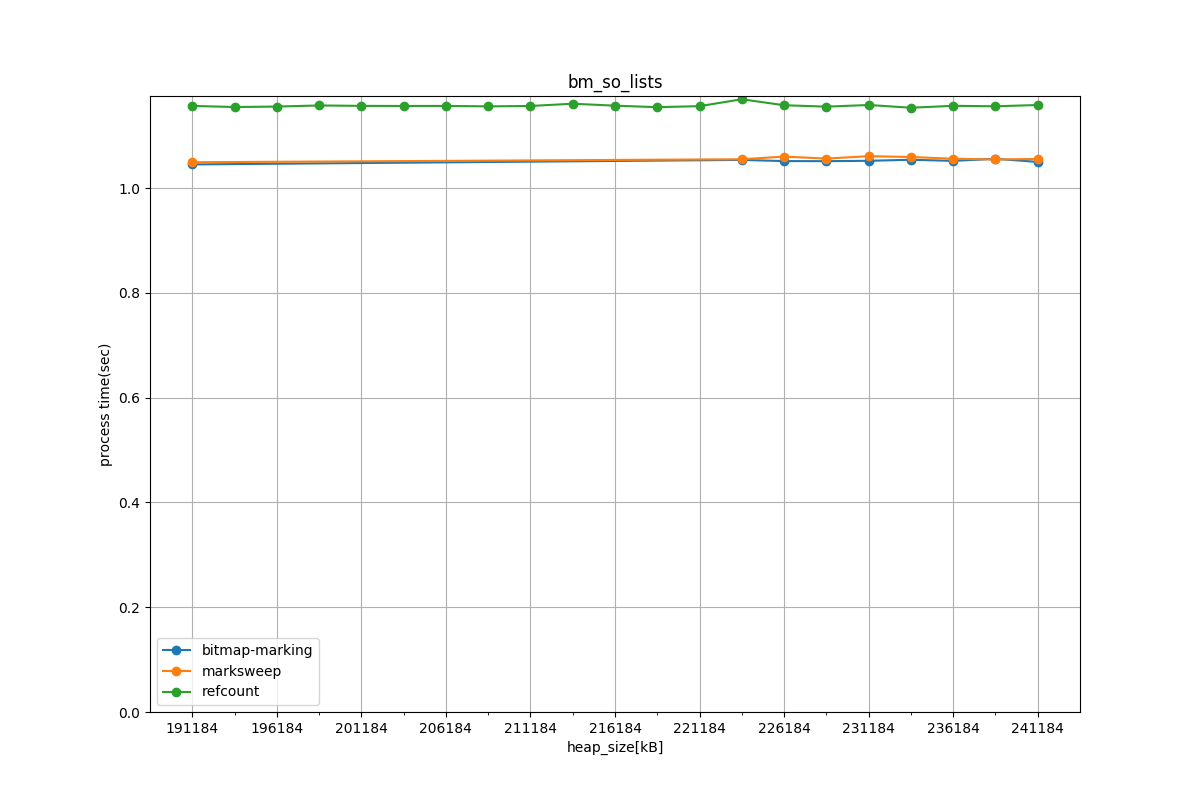 bm_so_lists
process time(sec)
1.0
0.8
0.6
0.4
0.2
0.0
bitmap-marking
marksweep
refcount
191184 196184 201184 206184 211184 216184 221184 226184 231184 236184 241184
heap_size[kB]